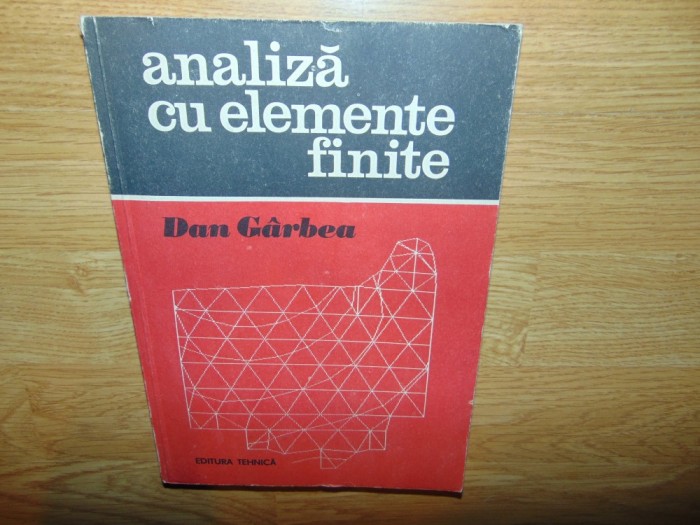 analiză
cu elemente
finite
Dan Gârbea
EDITURA TEHNICĂ